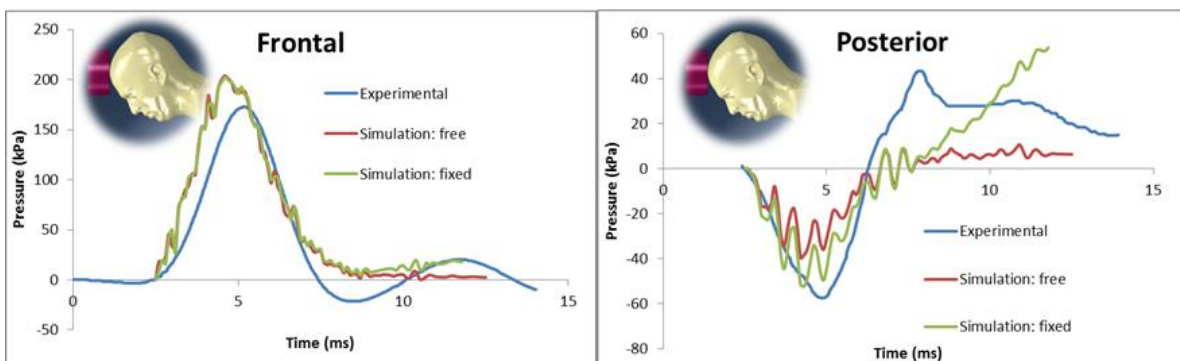 Frontal
250
200
150
100
50
0
-50
0
5
10
15
Pressure (kPa)
Time (ms)
Experimental
Simulation: free
Simulation: fixed
Posterior
60
40
20
0
-20
-40
-60
-80
0
5
10
15
Pressure (kPa)
Time (ms)
Experimental
Simulation: free
Simulation: fixed